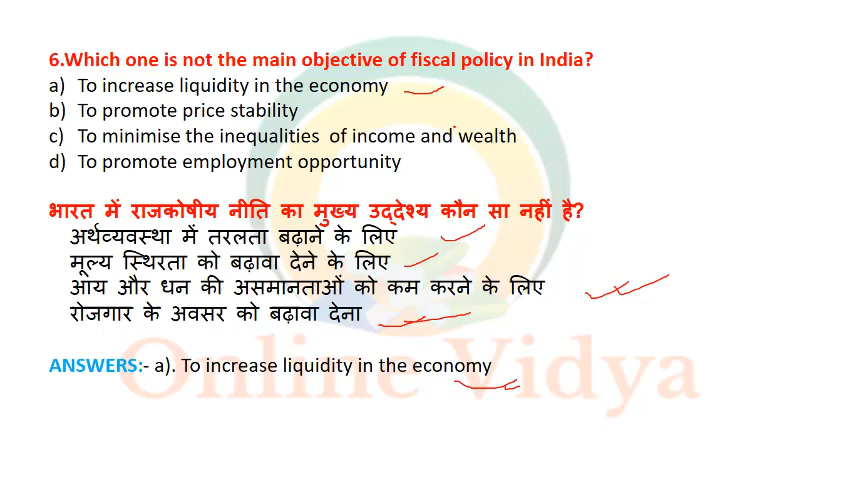 6.Which one is not the main objective of fiscal policy in India?
a) To increase liquidity in the economy
b) To promote price stability
c) To minimise the inequalities of income and wealth
d) To promote employment opportunity
भारत में राजकोषीय नीति का मुख्य उद्देश्य कौन सा नहीं है?
अर्थव्यवस्था में तरलता बढ़ाने के लिए
मूल्य स्थिरता को बढ़ावा देने के लिए
आय और धन की असमानताओं को कम करने के लिए
रोजगार के अवसर को बढ़ावा देना
ANSWERS:- a). To increase liquidity in the economy
Online Vidya